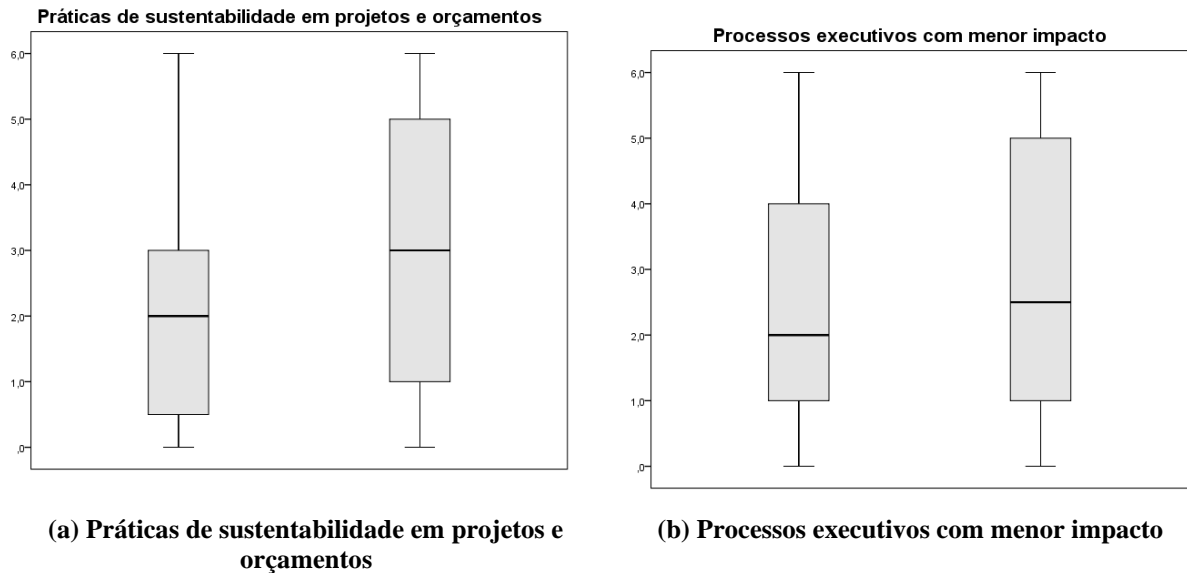 Práticas de sustentabilidade em projetos e orçamentos
6,0
5,0
4,0
3,0
2,0
1,0
,0
(a) Práticas de sustentabilidade em projetos e
orçamentos
Processos executivos com menor impacto
6,0
5,0
4,0
3,0
2,0
1,0
,0
(b) Processos executivos com menor impacto